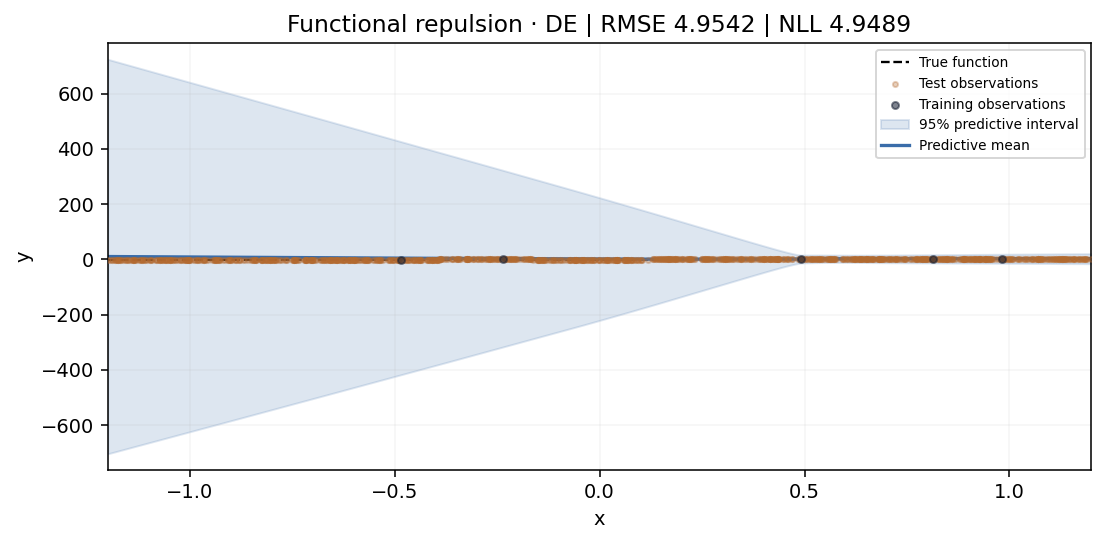 Functional repulsion · DE | RMSE 4.9542 | NLL 4.9489
True function
Test observations
Training observations
95% predictive interval
Predictive mean
y
600
400
200
0
−200
−400
−600
−1.0
−0.5
0.0
0.5
1.0
x